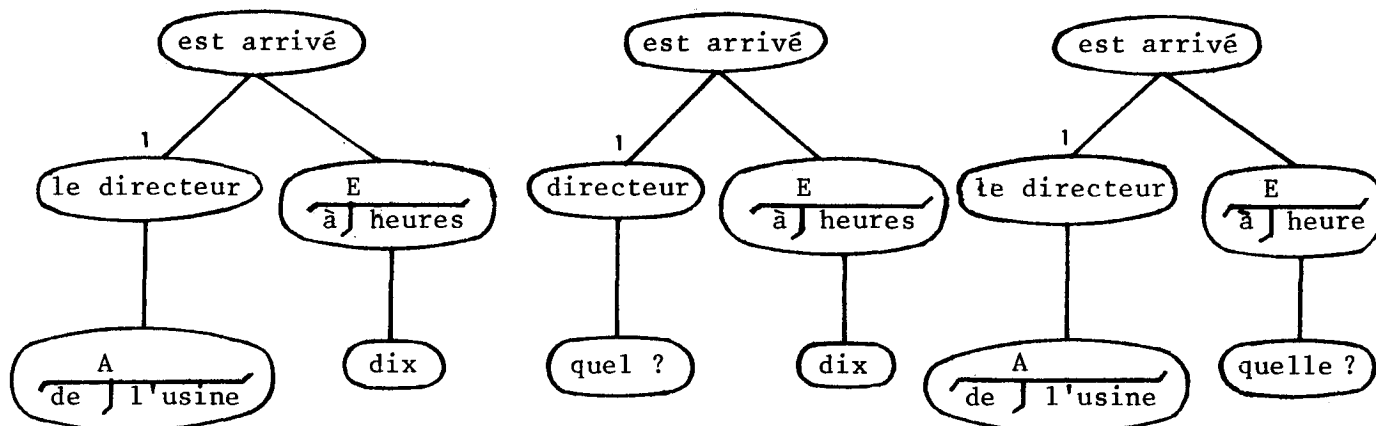 est arrivé est arrivé est arrivé
1 1 1
le directeur E directeur E le directeur E
à heures à heures à heure
A dix quel ? dix A quelle ?
de l'usine de l'usine